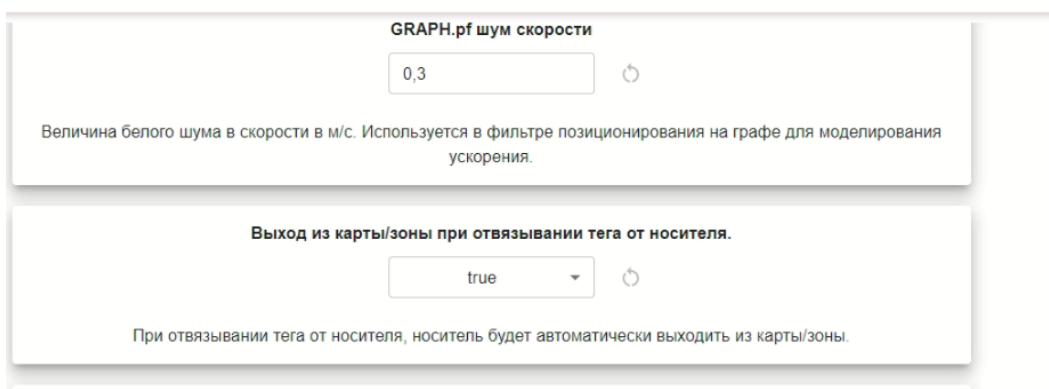 GRAPH.pf шум скорости
0,3
Величина белого шума в скорости в м/с. Используется в фильтре позиционирования на графе для моделирования
ускорения.
Выход из карты/зоны при отвязывании тега от носителя.
true
При отвязывании тега от носителя, носитель будет автоматически выходить из карты/зоны.